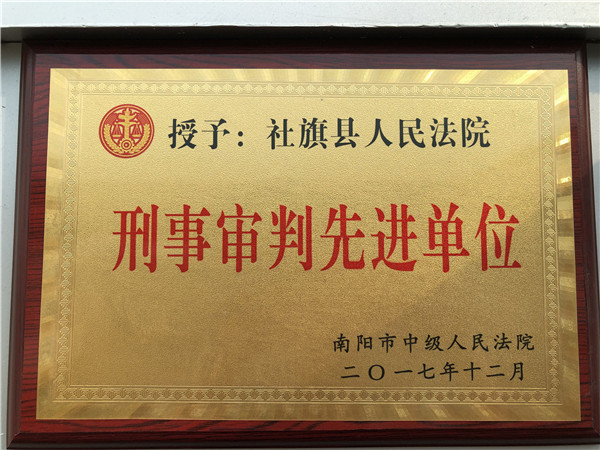 授予：社旗县人民法院
刑事审判先进单位
南阳市中级人民法院
二〇一七年十二月